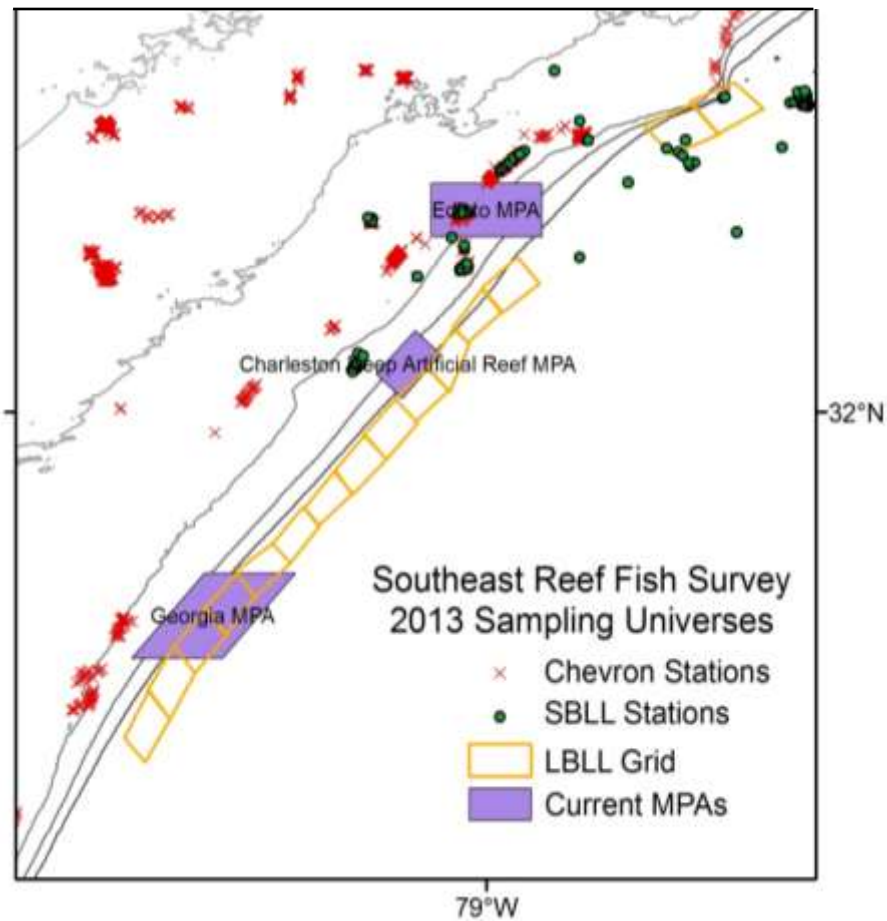 Edisto MPA
Charleston Deep Artificial Reef MPA
32°N
Georgia MPA
Southeast Reef Fish Survey
2013 Sampling Universes
Chevron Stations
SBLL Stations
LBLL Grid
Current MPAs
79°W